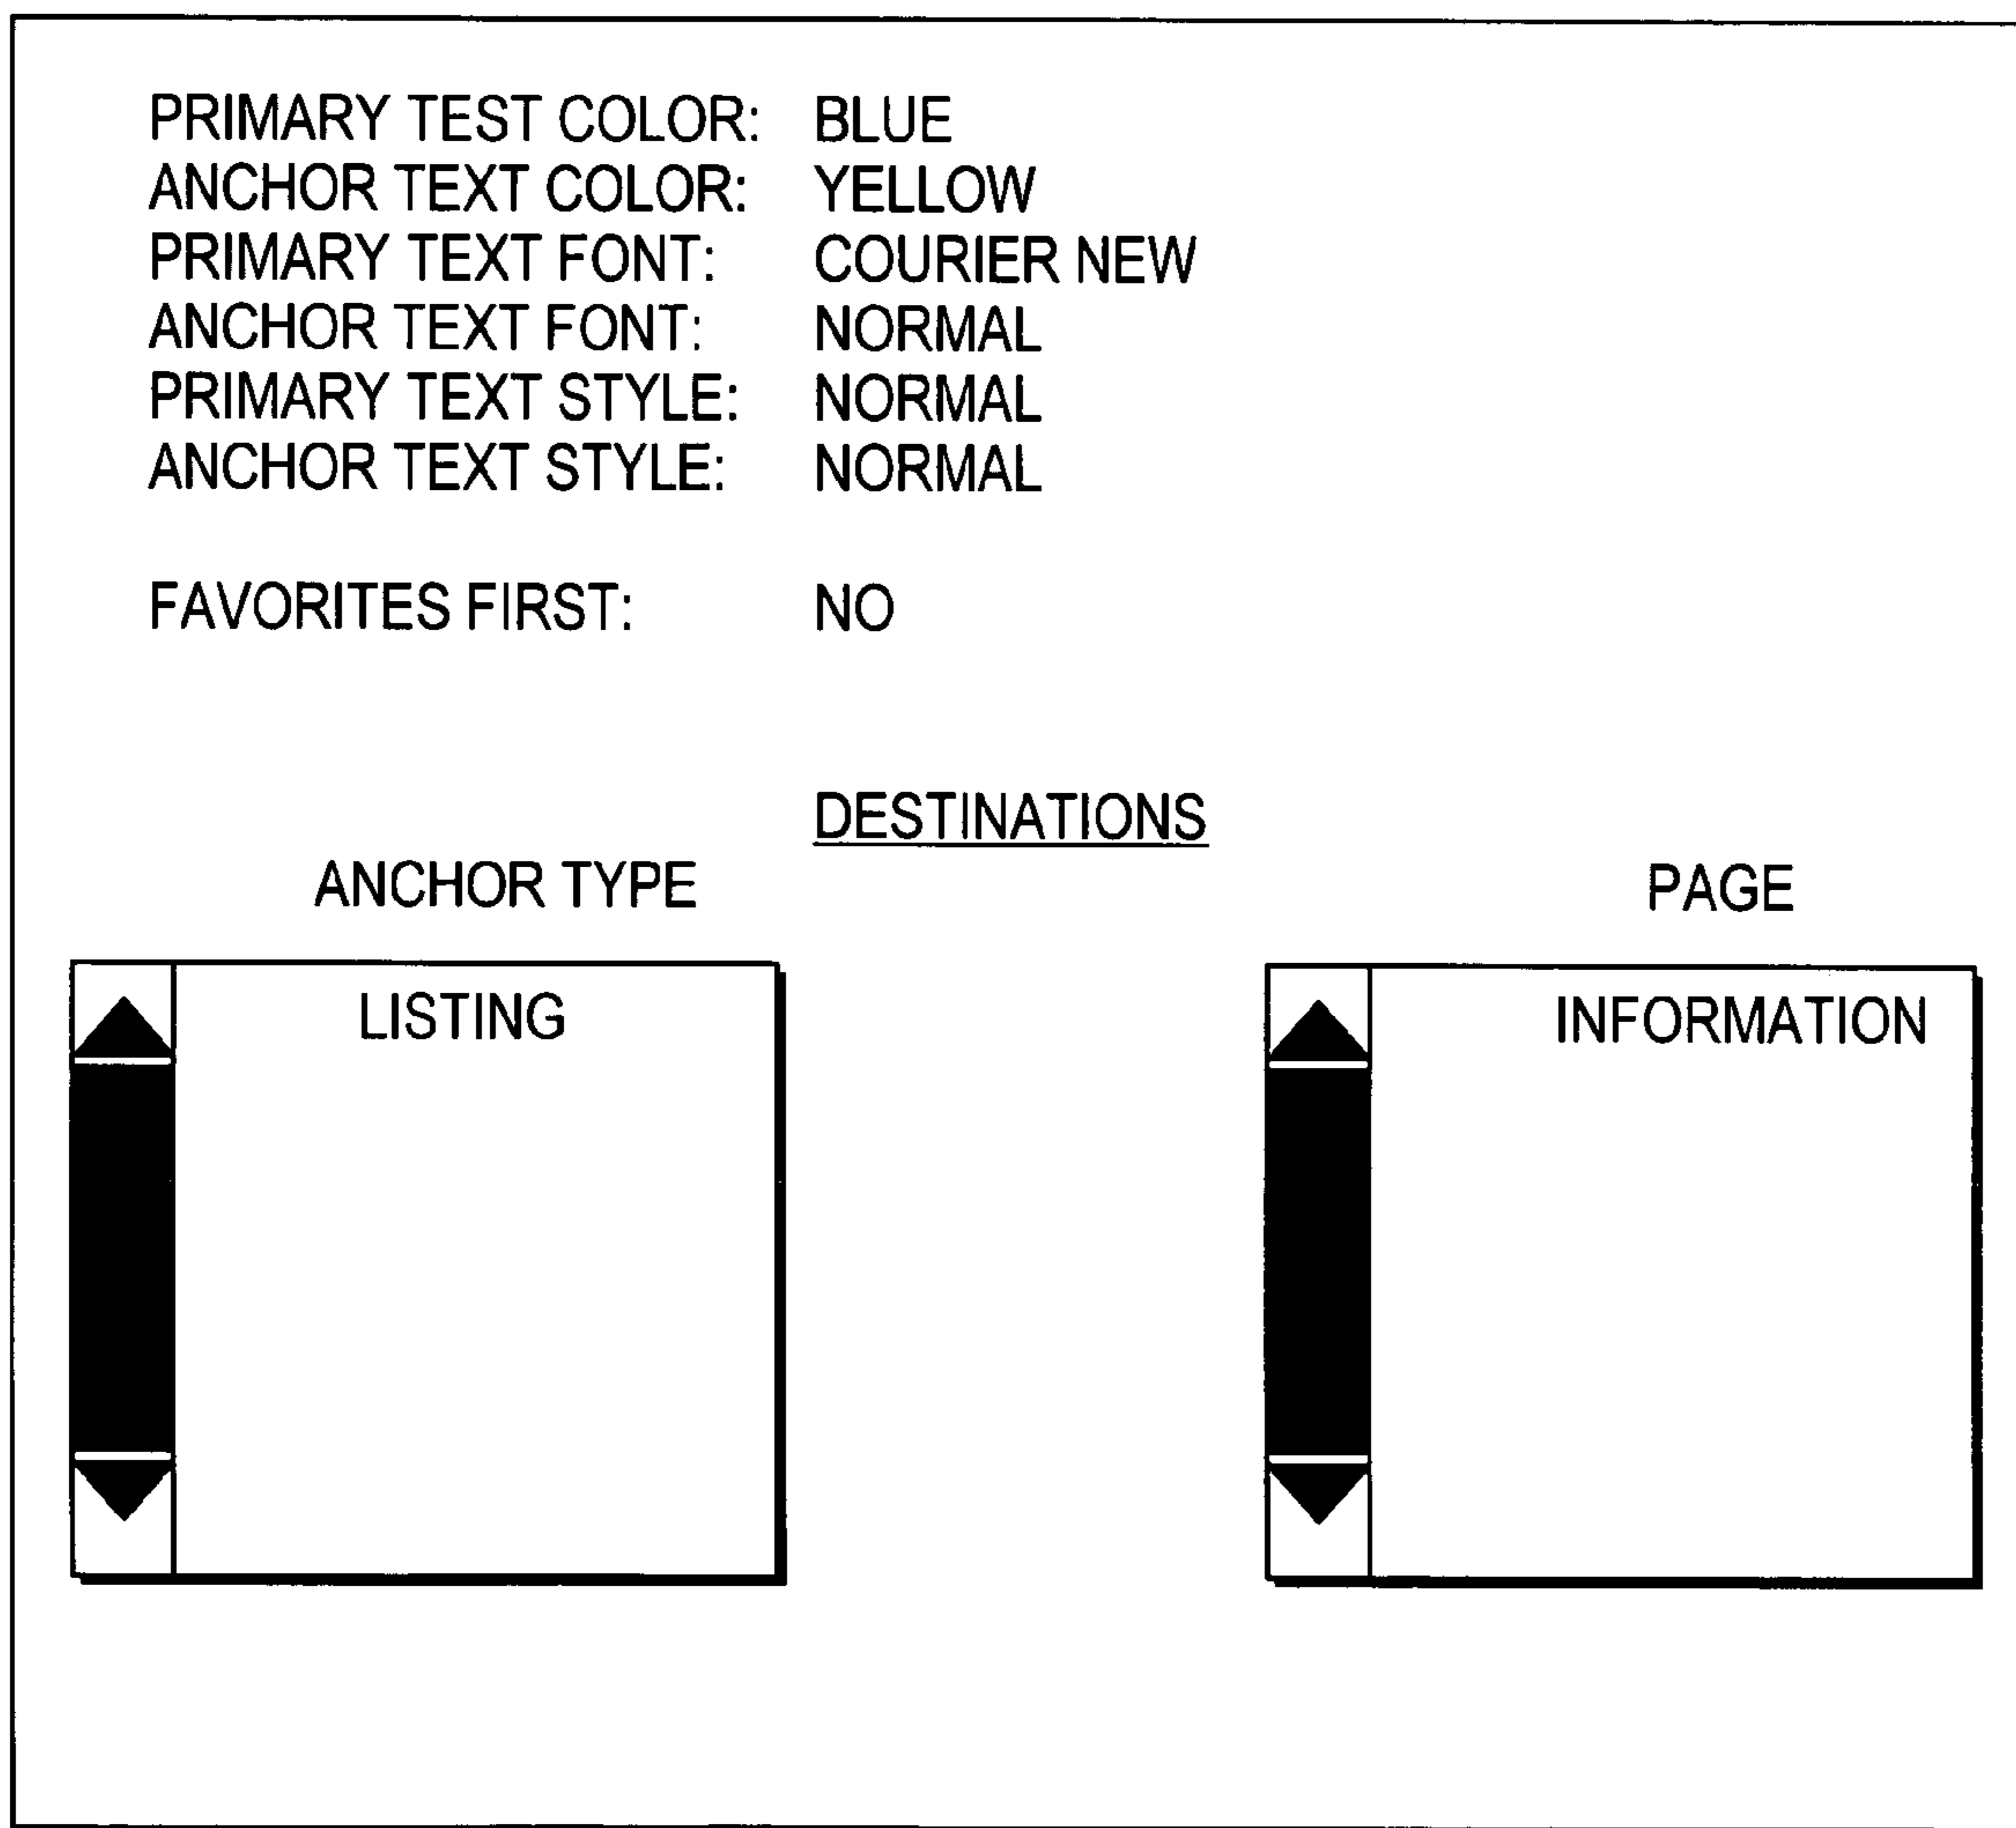 PRIMARY TEST COLOR: BLUE
ANCHOR TEXT COLOR: YELLOW
PRIMARY TEXT FONT: COURIER NEW
ANCHOR TEXT FONT: NORMAL
PRIMARY TEXT STYLE: NORMAL
ANCHOR TEXT STYLE: NORMAL
FAVORITES FIRST: NO
DESTINATIONS
ANCHOR TYPE PAGE
LISTING INFORMATION